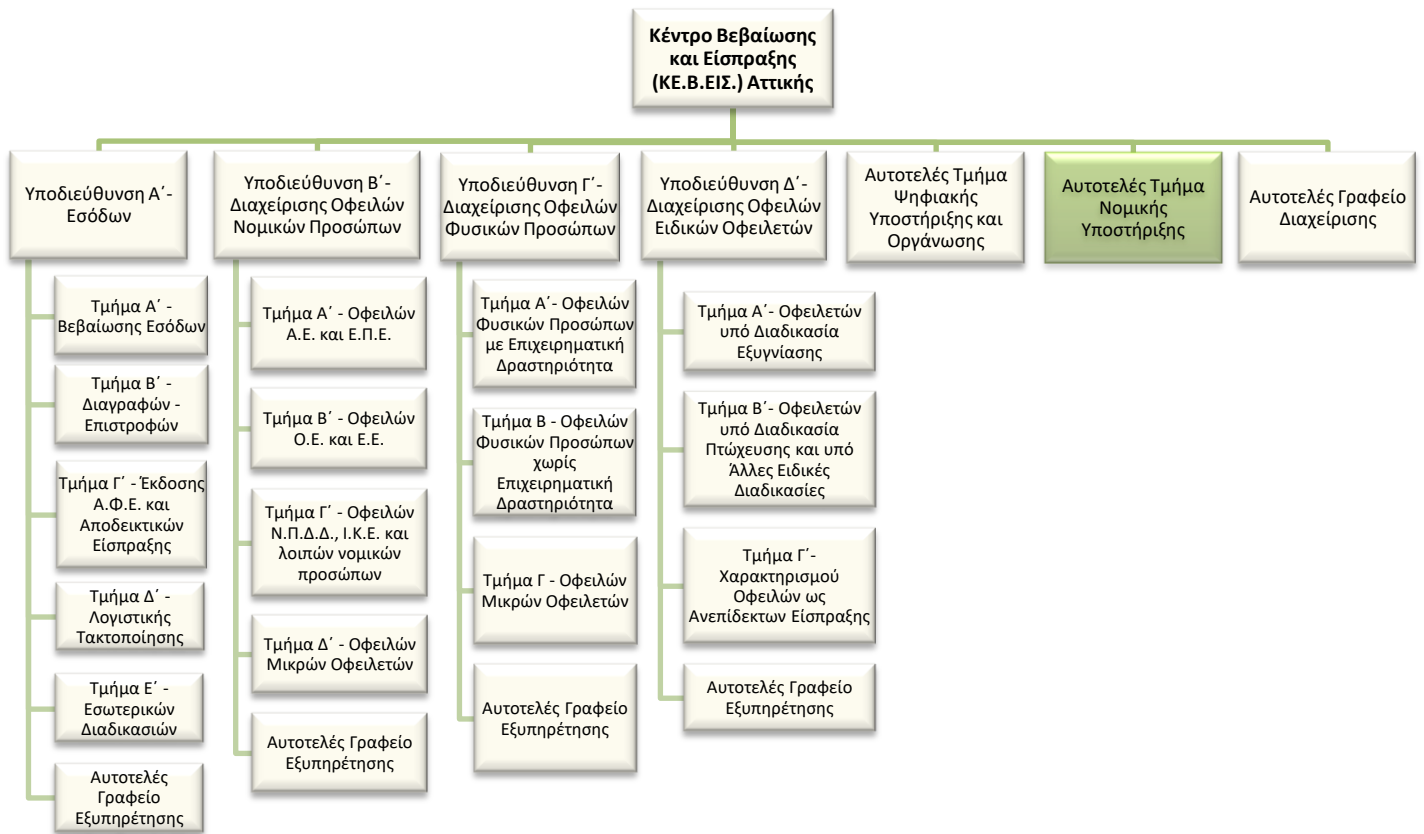 Κέντρο Βεβαίωσης
και Είσπραξης
(ΚΕ.Β.ΕΙΣ.) Αττικής
Υποδιεύθυνση Α΄-
Εσόδων
Τμήμα Α΄ -
Βεβαίωσης Εσόδων
Τμήμα Β΄ -
Διαγραφών -
Επιστροφών
Τμήμα Γ΄ - Έκδοσης
Α.Φ.Ε. και
Αποδεικτικών
Είσπραξης
Τμήμα Δ΄ -
Λογιστικής
Τακτοποίησης
Τμήμα Ε΄ -
Εσωτερικών
Διαδικασιών
Αυτοτελές
Γραφείο
Εξυπηρέτησης
Υποδιεύθυνση Β΄-
Διαχείρισης Οφειλών
Νομικών Προσώπων
Τμήμα Α΄ - Οφειλών
Α.Ε. και Ε.Π.Ε.
Τμήμα Β΄ - Οφειλών
Ο.Ε. και Ε.Ε.
Τμήμα Γ΄ - Οφειλών
Ν.Π.Δ.Δ., Ι.Κ.Ε. και
λοιπών νομικών
προσώπων
Τμήμα Δ΄ - Οφειλών
Μικρών Οφειλετών
Αυτοτελές Γραφείο
Εξυπηρέτησης
Υποδιεύθυνση Γ΄-
Διαχείρισης Οφειλών
Φυσικών Προσώπων
Τμήμα Α΄- Οφειλών
Φυσικών Προσώπων
με Επιχειρηματική
Δραστηριότητα
Τμήμα Β - Οφειλών
Φυσικών Προσώπων
χωρίς
Επιχειρηματική
Δραστηριότητα
Τμήμα Γ - Οφειλών
Μικρών Οφειλετών
Αυτοτελές Γραφείο
Εξυπηρέτησης
Υποδιεύθυνση Δ΄-
Διαχείρισης Οφειλών
Ειδικών Οφειλετών
Τμήμα Α΄- Οφειλετών
υπό Διαδικασία
Εξυγνίασης
Τμήμα Β΄- Οφειλετών
υπό Διαδικασία
Πτώχευσης και υπό
Άλλες Ειδικές
Διαδικασίες
Τμήμα Γ΄-
Χαρακτηρισμού
Οφειλών ως
Ανεπίδεκτων Είσπραξης
Αυτοτελές Γραφείο
Εξυπηρέτησης
Αυτοτελές Τμήμα
Ψηφιακής
Υποστήριξης και
Οργάνωσης
Αυτοτελές Τμήμα
Νομικής
Υποστήριξης
Αυτοτελές Γραφείο
Διαχείρισης